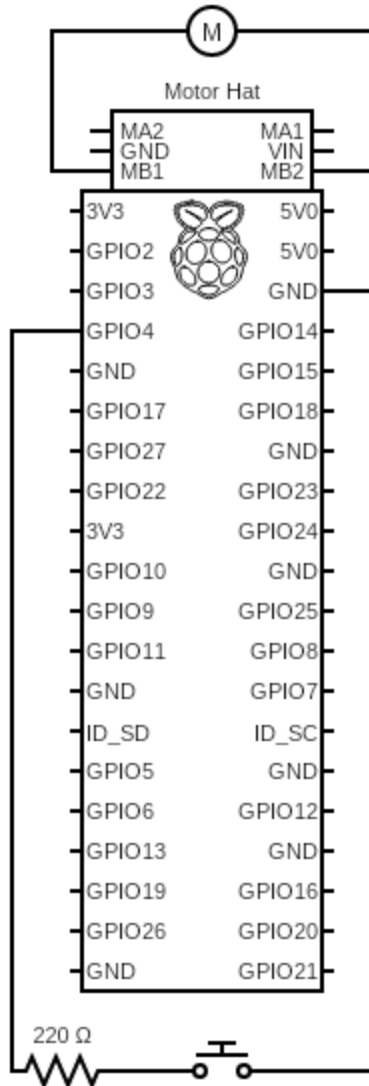 M
Motor Hat
MA2 MA1
GND VIN
MB1 MB2
3V3 5V0
GPIO2 5V0
GPIO3 GND
GPIO4 GPIO14
GND GPIO15
GPIO17 GPIO18
GPIO27 GND
GPIO22 GPIO23
3V3 GPIO24
GPIO10 GND
GPIO9 GPIO25
GPIO11 GPIO8
GND GPIO7
ID_SD ID_SC
GPIO5 GND
GPIO6 GPIO12
GPIO13 GND
GPIO19 GPIO16
GPIO26 GPIO20
GND GPIO21
220 Ω